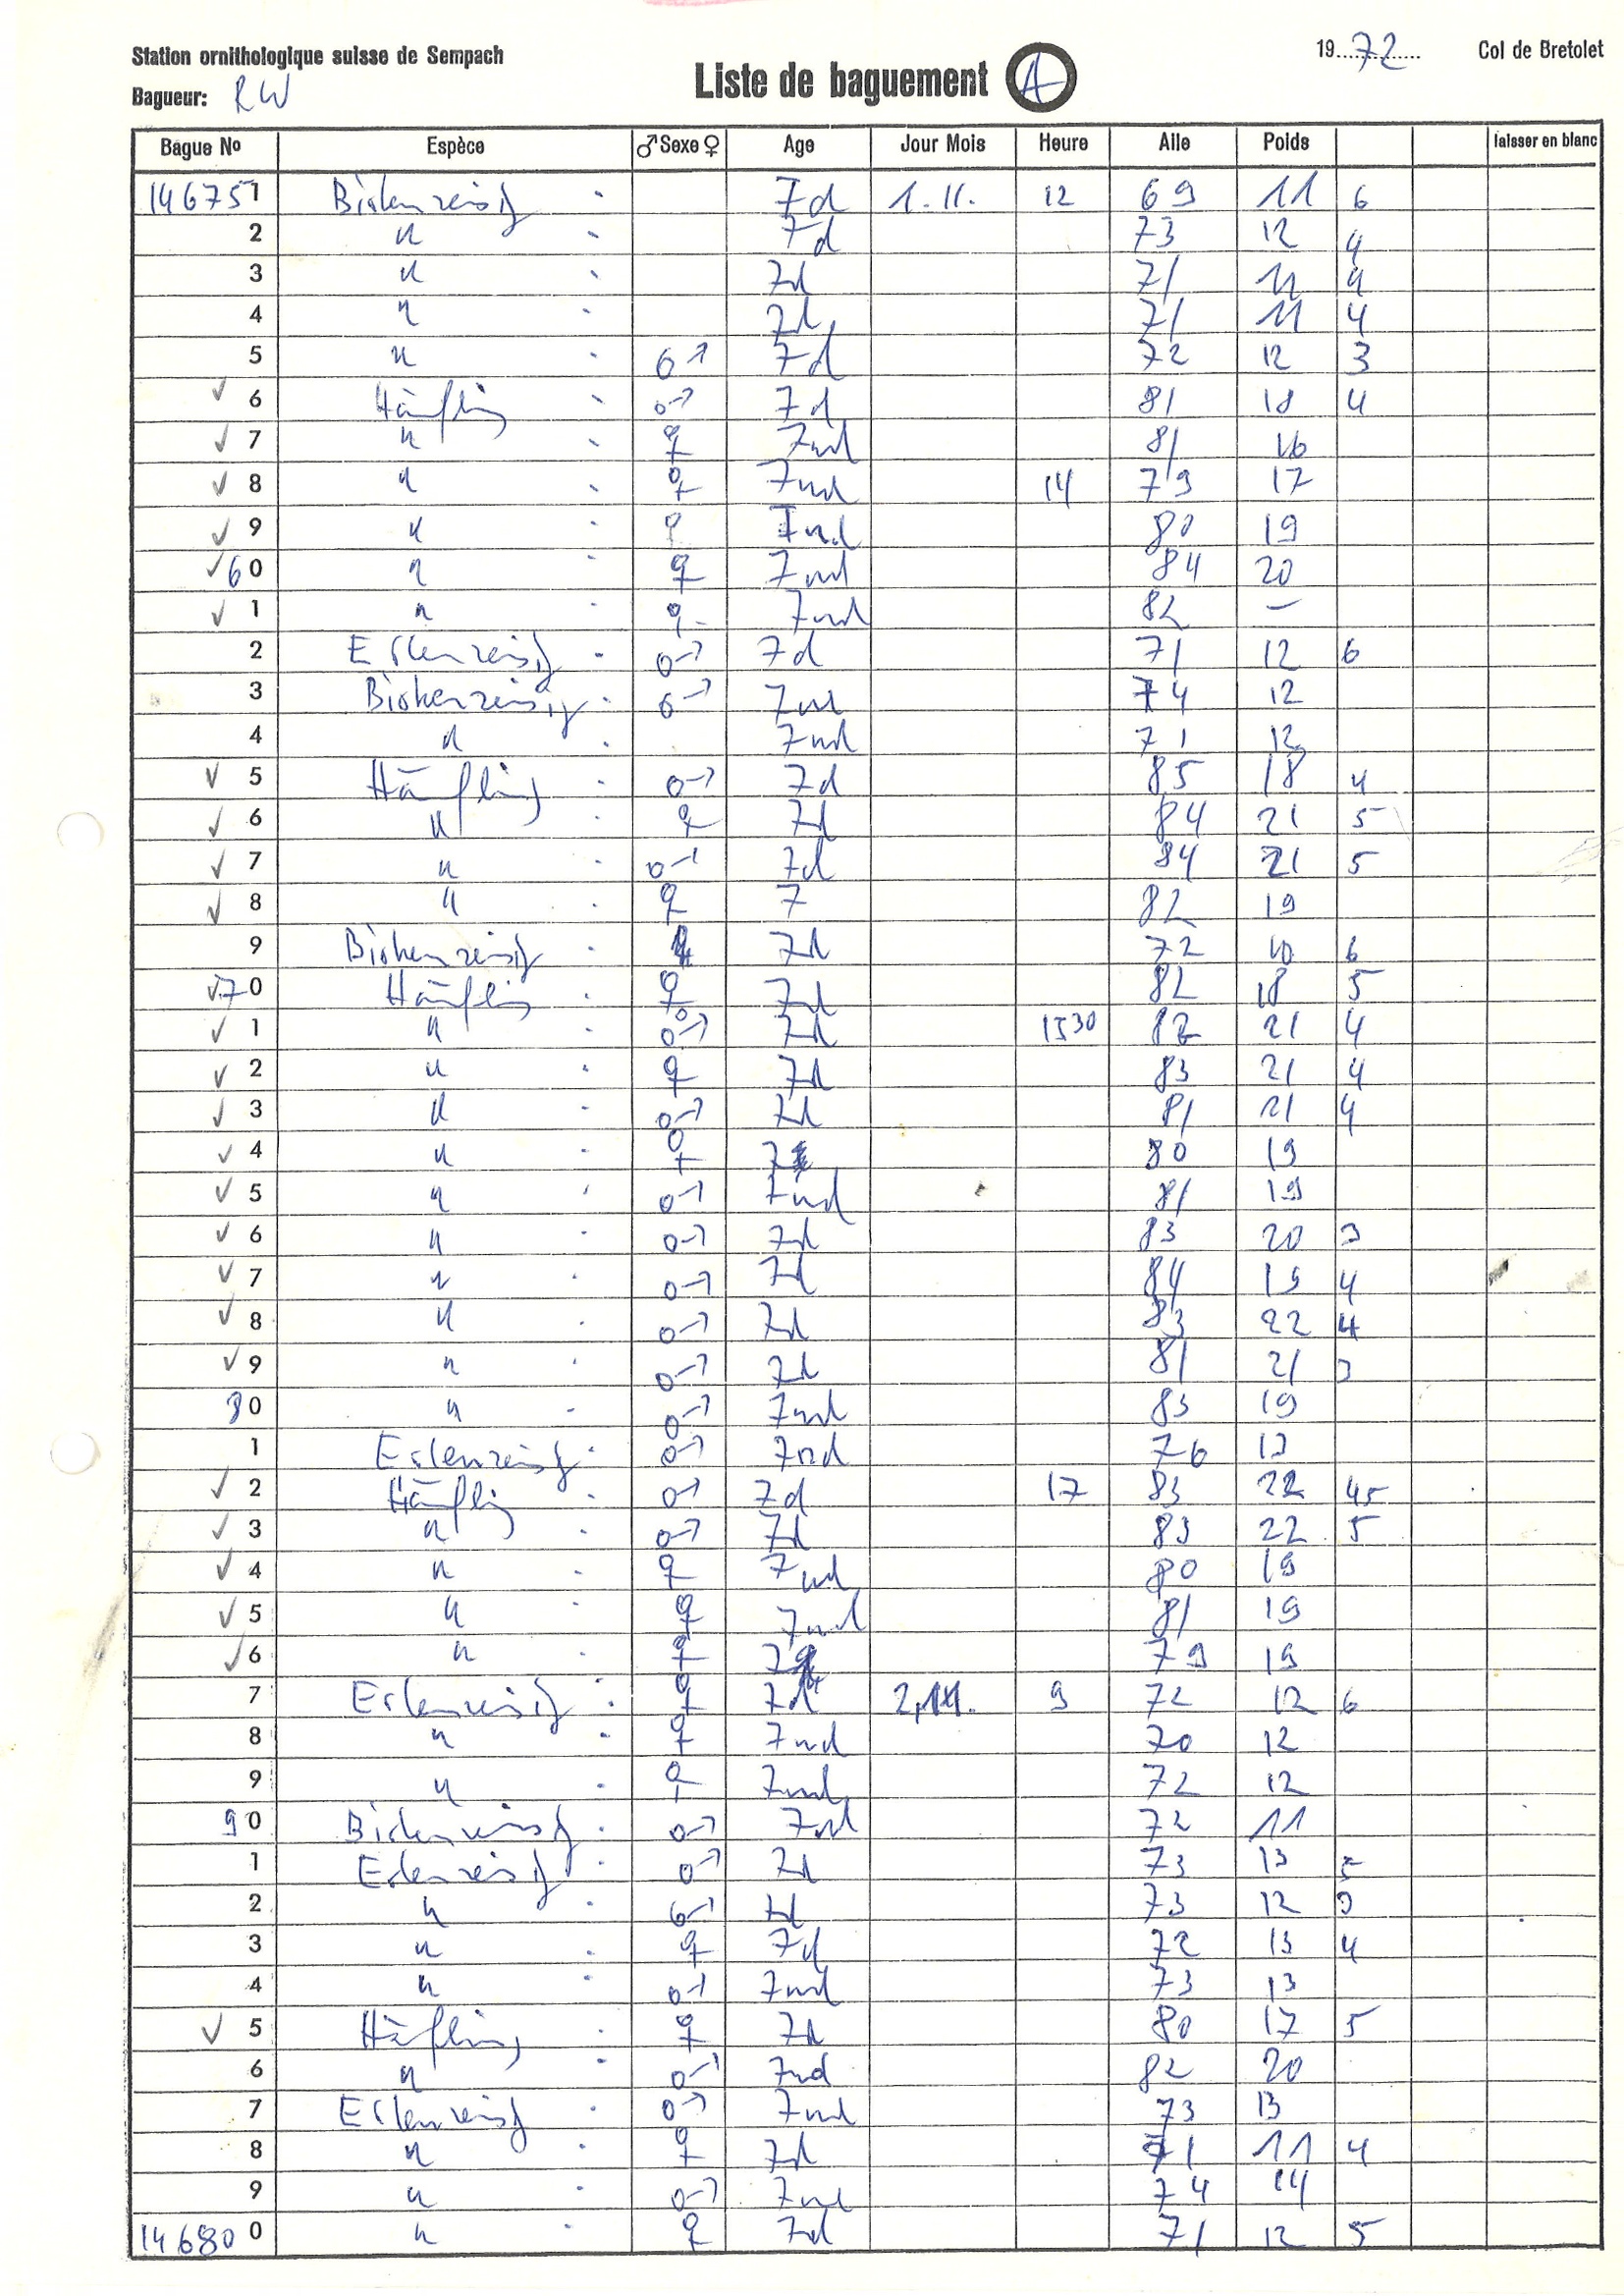 Station ornithologique suisse de Sempach
19 72 Col de Bretolet
Liste de baguement A
Bagueur: RW
Bague No Espèce ♂ Sexe ♀ Age Jour Mois Heure Aile Poids laisser en blanc
146751 Birkenzeisig 7d 1.11. 12 69 11 6
2 " 7d 73 12 4
3 " 7d 71 11 4
4 " 7d 71 11 4
5 " ♂ 7d 72 12 3
✓ 6 Hänfling ♂ 7d 81 18 4
✓ 7 " ♀ 7nd 81 16
✓ 8 " ♀ 7nd 14 79 17
✓ 9 " ♀ 7nd 80 19
✓ 60 " ♀ 7nd 84 20
✓ 1 " ♀ 7nd 82 —
2 Erlenzeisig ♂ 7d 71 12 6
3 Birkenzeisig ♂ 7nd 74 12
4 " 7nd 71 12
✓ 5 Hänfling ♂ 7d 85 18 4
✓ 6 " ♀ 7d 84 21 5
✓ 7 " ♂ 7d 84 21 5
✓ 8 " ♀ 7 82 19
9 Birkenzeisig 7d 72 10 6
✓ 70 Hänfling ♀ 7d 82 18 5
✓ 1 " ♂ 7d 1530 82 21 4
✓ 2 " ♀ 7d 83 21 4
✓ 3 " ♂ 7d 81 21 4
✓ 4 " ♀ 7 80 19
✓ 5 " ♂ 7nd 81 19
✓ 6 " ♂ 7d 83 20 3
✓ 7 " ♂ 7d 84 19 4
✓ 8 " ♂ 7d 83 22 4
✓ 9 " ♂ 7d 81 21 3
80 " ♂ 7nd 83 19
1 Erlenzeisig ♂ 7nd 76 13
✓ 2 Hänfling ♂ 7d 17 83 22 45
✓ 3 " ♂ 7d 83 22 5
✓ 4 " ♀ 7nd 80 19
✓ 5 " ♀ 7nd 81 19
✓ 6 " ♀ 7 79 19
7 Erlenzeisig ♀ 7d 2.11. 9 72 12 6
8 " ♀ 7nd 70 12
9 " ♀ 7nd 72 12
90 Birkenzeisig ♂ 7nd 72 11
1 Erlenzeisig ♂ 7d 73 13 5
2 " ♂ 7d 73 12 3
3 " ♀ 7d 72 13 4
4 " ♂ 7nd 73 13
✓ 5 Hänfling ♀ 7d 80 17 5
6 " ♂ 7nd 82 20
7 Erlenzeisig ♂ 7nd 73 13
8 " ♀ 7d 71 11 4
9 " ♂ 7nd 74 14
146800 " ♀ 7d 71 12 5